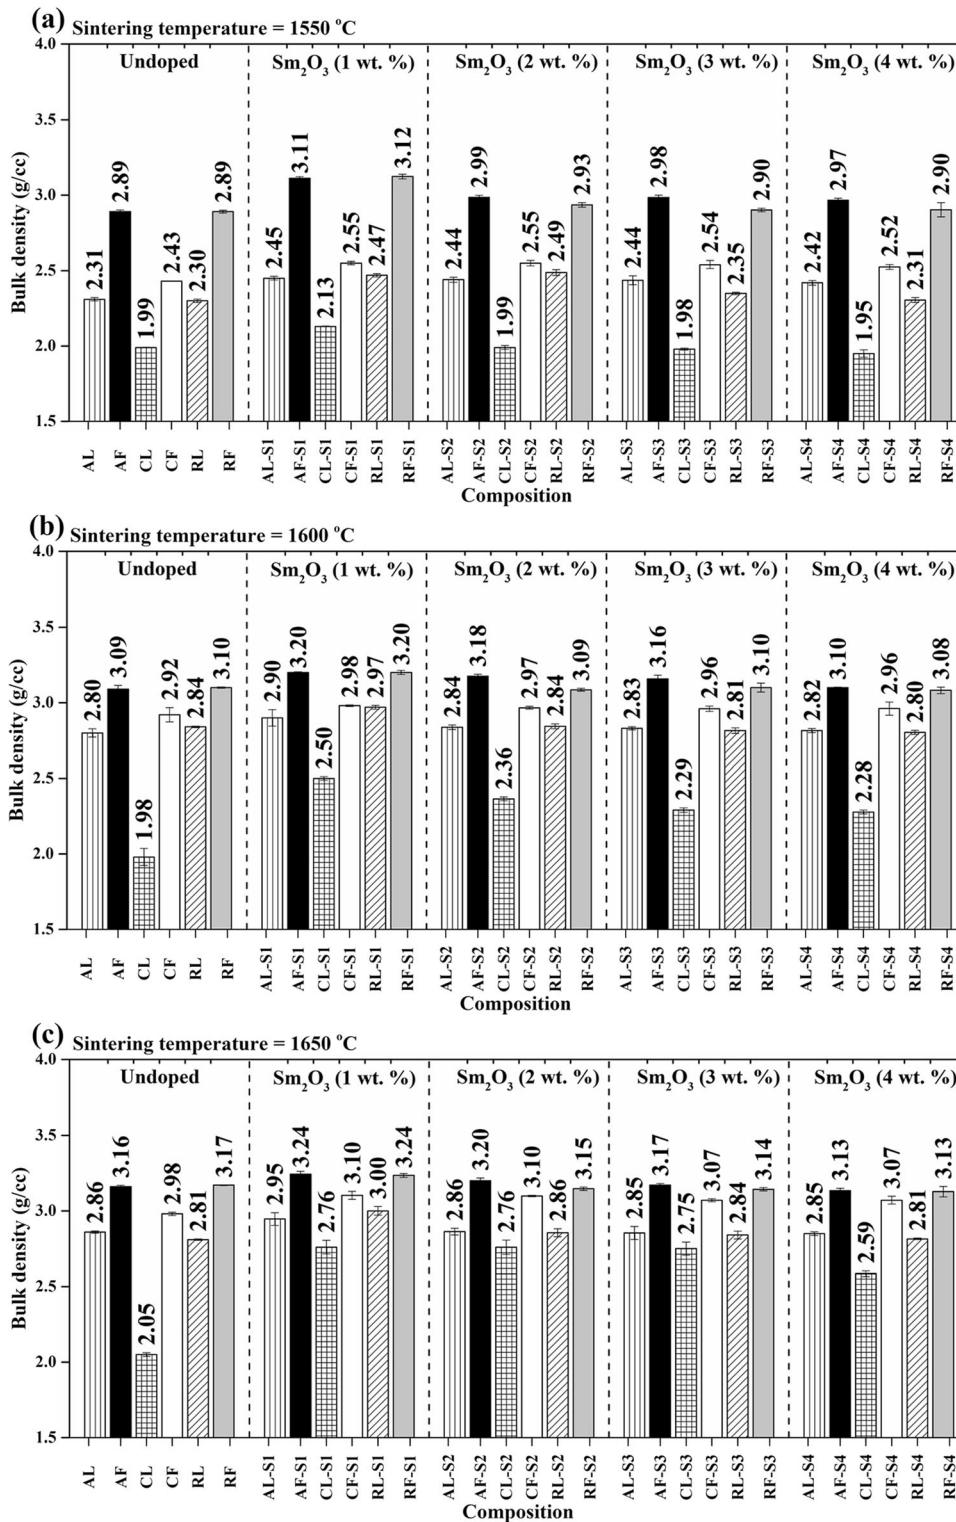 (a) Sintering temperature = 1550 °C
4.0
3.5
3.0
2.5
2.0
1.5
Bulk density (g/cc)
Undoped
Sm₂O₃ (1 wt. %)
Sm₂O₃ (2 wt. %)
Sm₂O₃ (3 wt. %)
Sm₂O₃ (4 wt. %)
2.31 2.89 1.99 2.43 2.30 2.89
2.45 3.11 2.13 2.55 2.47 3.12
2.44 2.99 1.99 2.55 2.49 2.93
2.44 2.98 1.98 2.54 2.35 2.90
2.42 2.97 1.95 2.52 2.31 2.90
AL AF CL CF RL RF
AL-S1 AF-S1 CL-S1 CF-S1 RL-S1 RF-S1
AL-S2 AF-S2 CL-S2 CF-S2 RL-S2 RF-S2
AL-S3 AF-S3 CL-S3 CF-S3 RL-S3 RF-S3
AL-S4 AF-S4 CL-S4 CF-S4 RL-S4 RF-S4
Composition
(b) Sintering temperature = 1600 °C
4.0
3.5
3.0
2.5
2.0
1.5
Bulk density (g/cc)
Undoped
Sm₂O₃ (1 wt. %)
Sm₂O₃ (2 wt. %)
Sm₂O₃ (3 wt. %)
Sm₂O₃ (4 wt. %)
2.80 3.09 1.98 2.92 2.84 3.10
2.90 3.20 2.50 2.98 2.97 3.20
2.84 3.18 2.36 2.97 2.84 3.09
2.83 3.16 2.29 2.96 2.81 3.10
2.82 3.10 2.28 2.96 2.80 3.08
AL AF CL CF RL RF
AL-S1 AF-S1 CL-S1 CF-S1 RL-S1 RF-S1
AL-S2 AF-S2 CL-S2 CF-S2 RL-S2 RF-S2
AL-S3 AF-S3 CL-S3 CF-S3 RL-S3 RF-S3
AL-S4 AF-S4 CL-S4 CF-S4 RL-S4 RF-S4
Composition
(c) Sintering temperature = 1650 °C
4.0
3.5
3.0
2.5
2.0
1.5
Bulk density (g/cc)
Undoped
Sm₂O₃ (1 wt. %)
Sm₂O₃ (2 wt. %)
Sm₂O₃ (3 wt. %)
Sm₂O₃ (4 wt. %)
2.86 3.16 2.05 2.98 2.81 3.17
2.95 3.24 2.76 3.10 3.00 3.24
2.86 3.20 2.76 3.10 2.86 3.15
2.85 3.17 2.75 3.07 2.84 3.14
2.85 3.13 2.59 3.07 2.81 3.13
AL AF CL CF RL RF
AL-S1 AF-S1 CL-S1 CF-S1 RL-S1 RF-S1
AL-S2 AF-S2 CL-S2 CF-S2 RL-S2 RF-S2
AL-S3 AF-S3 CL-S3 CF-S3 RL-S3 RF-S3
AL-S4 AF-S4 CL-S4 CF-S4 RL-S4 RF-S4
Composition